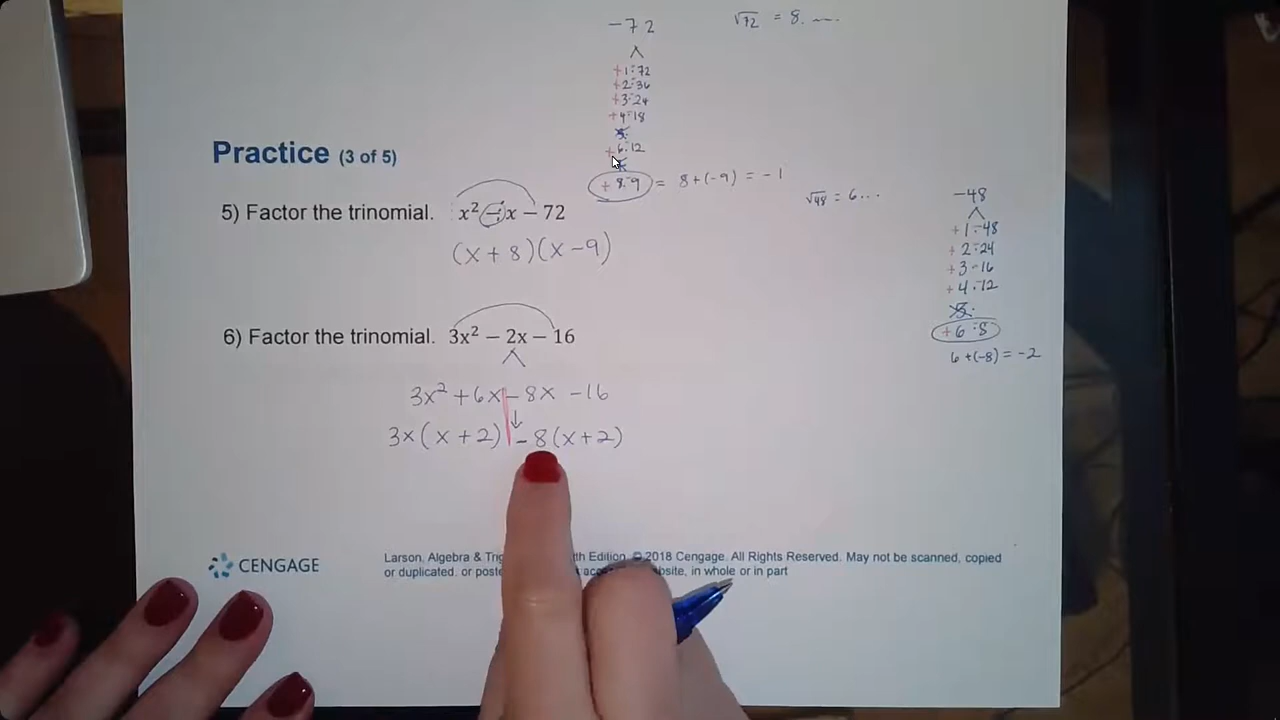 -72
√72 = 8. ....
+1·-72
+2·-36
+3·-24
+4·-18
5·
+6·-12
+8·-9 = 8+(-9) = -1
Practice (3 of 5)
5) Factor the trinomial. x² – x – 72
(x + 8)(x - 9)
√48 = 6...
-48
+1·-48
+2·-24
+3·-16
+4·-12
5·
+6·-8
6+(-8) = -2
6) Factor the trinomial. 3x² – 2x – 16
3x² + 6x - 8x - 16
3x(x + 2) - 8(x + 2)
CENGAGE
Larson, Algebra & Edition. © 2018 Cengage. All Rights Reserved. May not be scanned, copied
or duplicated, or in whole or in part